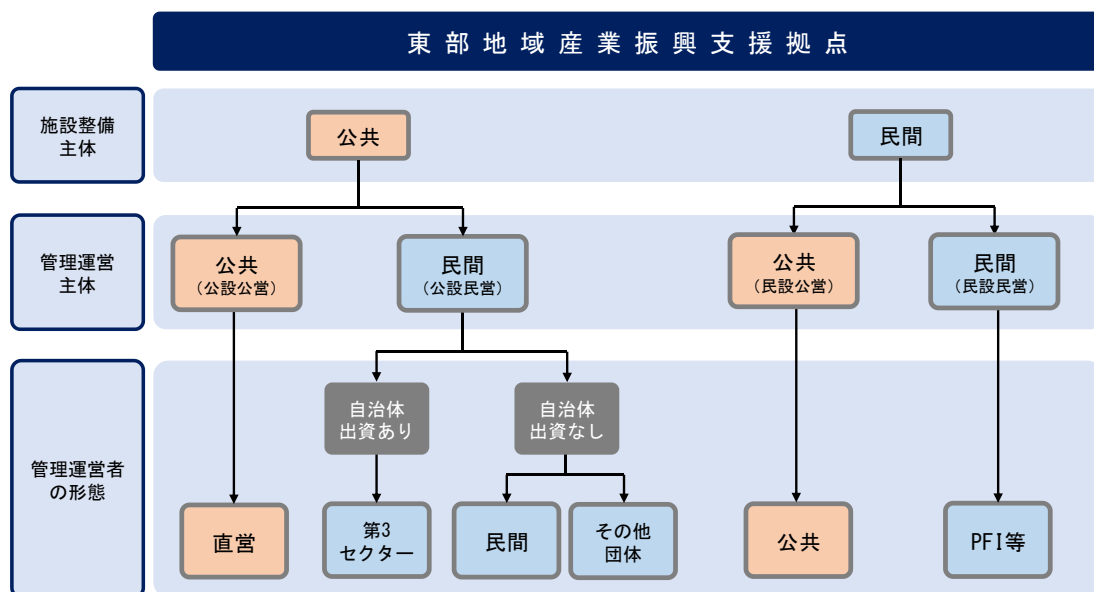 東部地域産業振興支援拠点
施設整備
主体
公共
民間
管理運営
主体
公共
（公設公営）
民間
（公設民営）
公共
（民設公営）
民間
（民設民営）
管理運営者
の形態
自治体
出資あり
自治体
出資なし
直営
第3
セクター
民間
その他
団体
公共
PFI等